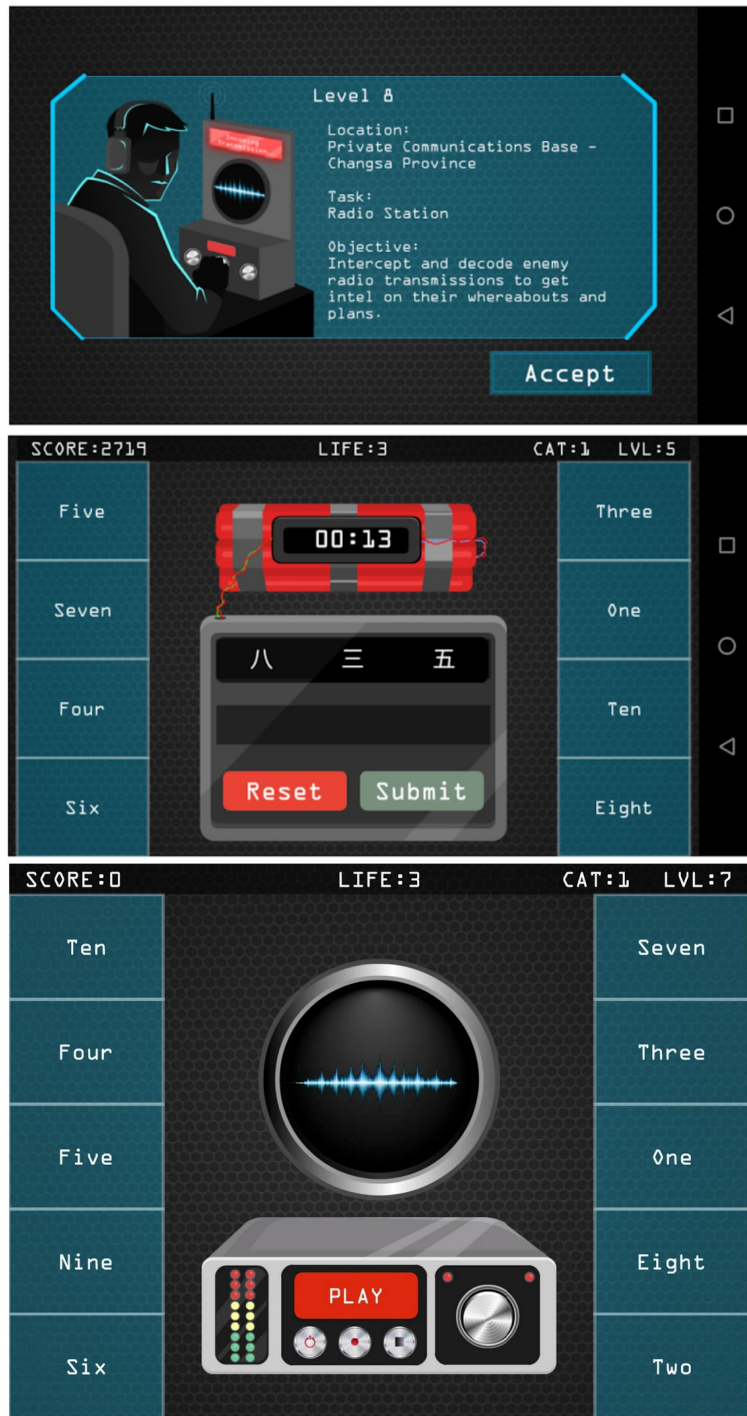 Level 8
Incoming
Transmission
Location:
Private Communications Base -
Changsa Province
Task:
Radio Station
Objective:
Intercept and decode enemy
radio transmissions to get
intel on their whereabouts and
plans.
Accept
SCORE:2719 LIFE:3 CAT:1 LVL:5
Five
Seven
Four
Six
00:13
八 三 五
Reset Submit
Three
One
Ten
Eight
SCORE:0 LIFE:3 CAT:1 LVL:7
Ten
Four
Five
Nine
Six
PLAY
Seven
Three
One
Eight
Two